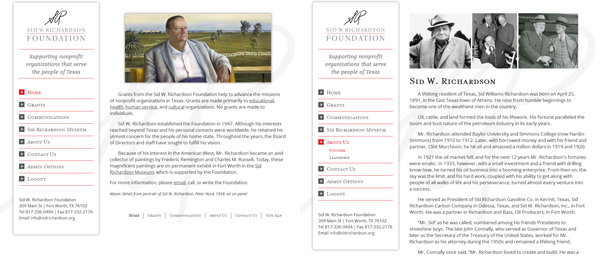 SID W RICHARDSON
FOUNDATION
Supporting nonprofit
organizations that serve
the people of Texas
HOME
GRANTS
COMMUNICATIONS
SID RICHARDSON MUSEUM
ABOUT US
CONTACT US
ADMIN OPTIONS
LOGOUT
Sid W. Richardson Foundation
309 Main St | Fort Worth, TX 76102
Tel 817-336-0494 | Fax 817-332-2176
Email info@sidrichardson.org
Grants from the Sid W. Richardson Foundation help to advance the missions
of nonprofit organizations in Texas. Grants are made primarily to educational,
health, human service, and cultural organizations. No grants are made to
individuals.
Sid W. Richardson established the Foundation in 1947. Although his interests
reached beyond Texas and his personal contacts were worldwide, he retained his
utmost concern for the people of his home state. Throughout the years, the Board
of Directors and staff have sought to fulfill his vision.
Because of his interest in the American West, Mr. Richardson became an avid
collector of paintings by Frederic Remington and Charles M. Russell. Today, these
magnificent paintings are on permanent exhibit in Fort Worth in the Sid
Richardson Museum, which is supported by the Foundation.
For more information, please email, call, or write the Foundation.
Above: Detail from portrait of Sid Richardson, Peter Hurd, 1958, oil on panel
HOME | GRANTS | COMMUNICATIONS | ABOUT US | CONTACT US | SITE MAP
SID W RICHARDSON
FOUNDATION
Supporting nonprofit
organizations that serve
the people of Texas
HOME
GRANTS
COMMUNICATIONS
SID RICHARDSON MUSEUM
ABOUT US
FOUNDER
LEADERSHIP
CONTACT US
ADMIN OPTIONS
LOGOUT
Sid W. Richardson Foundation
309 Main St | Fort Worth, TX 76102
Tel 817-336-0494 | Fax 817-332-2176
Email info@sidrichardson.org
SID W. RICHARDSON
A lifelong resident of Texas, Sid Williams Richardson was born on April 25,
1891, in the East Texas town of Athens. He rose from humble beginnings to
become one of the wealthiest men in the country.
Oil, cattle, and land formed the basis of his lifework. His fortune paralleled the
boom and bust nature of the petroleum industry in its early years.
Mr. Richardson attended Baylor University and Simmons College (now Hardin-
Simmons) from 1910 to 1912. Later, with borrowed money and with his friend and
partner, Clint Murchison, he hit oil and amassed a million dollars in 1919 and 1920.
In 1921 the oil market fell, and for the next 12 years Mr. Richardson's fortunes
were erratic. In 1933, however, with a small investment and a friend with drilling
know-how, he turned his oil business into a booming enterprise. From then on, the
sky was the limit, and his hard work, coupled with his ability to get along with
people of all walks of life and his perseverance, turned almost every venture into a
success.
He served as President of Sid Richardson Gasoline Co. in Kermit, Texas, Sid
Richardson Carbon Company in Odessa, Texas, and Sid W. Richardson, Inc., in Fort
Worth. He was a partner in Richardson and Bass, Oil Producers, in Fort Worth.
"Mr. Sid" as he was called, numbered among his friends Presidents to
shoeshine boys. The late John Connally, who served as Governor of Texas and
later as the Secretary of the Treasury of the United States, worked for Mr.
Richardson as his attorney during the 1950s and remained a lifelong friend.
Mr. Connally once said, "Mr. Richardson loved to create and build. He was a